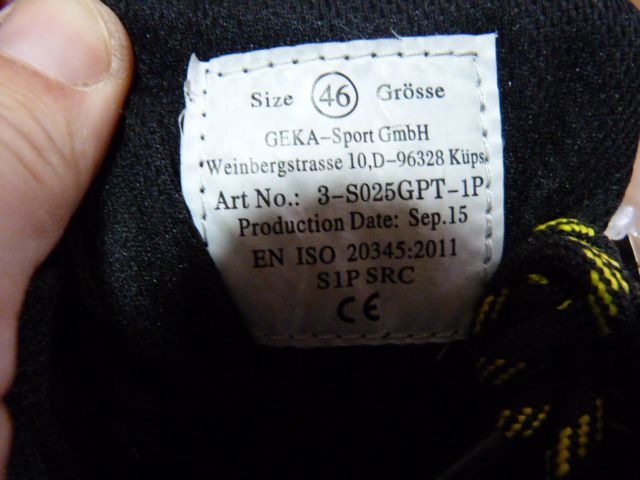 Size 46 Grösse
GEKA-Sport GmbH
Weinbergstrasse 10,D-96328 Küps
Art No.: 3-S025GPT-1P
Production Date: Sep.15
EN ISO 20345:2011
S1P SRC
CE